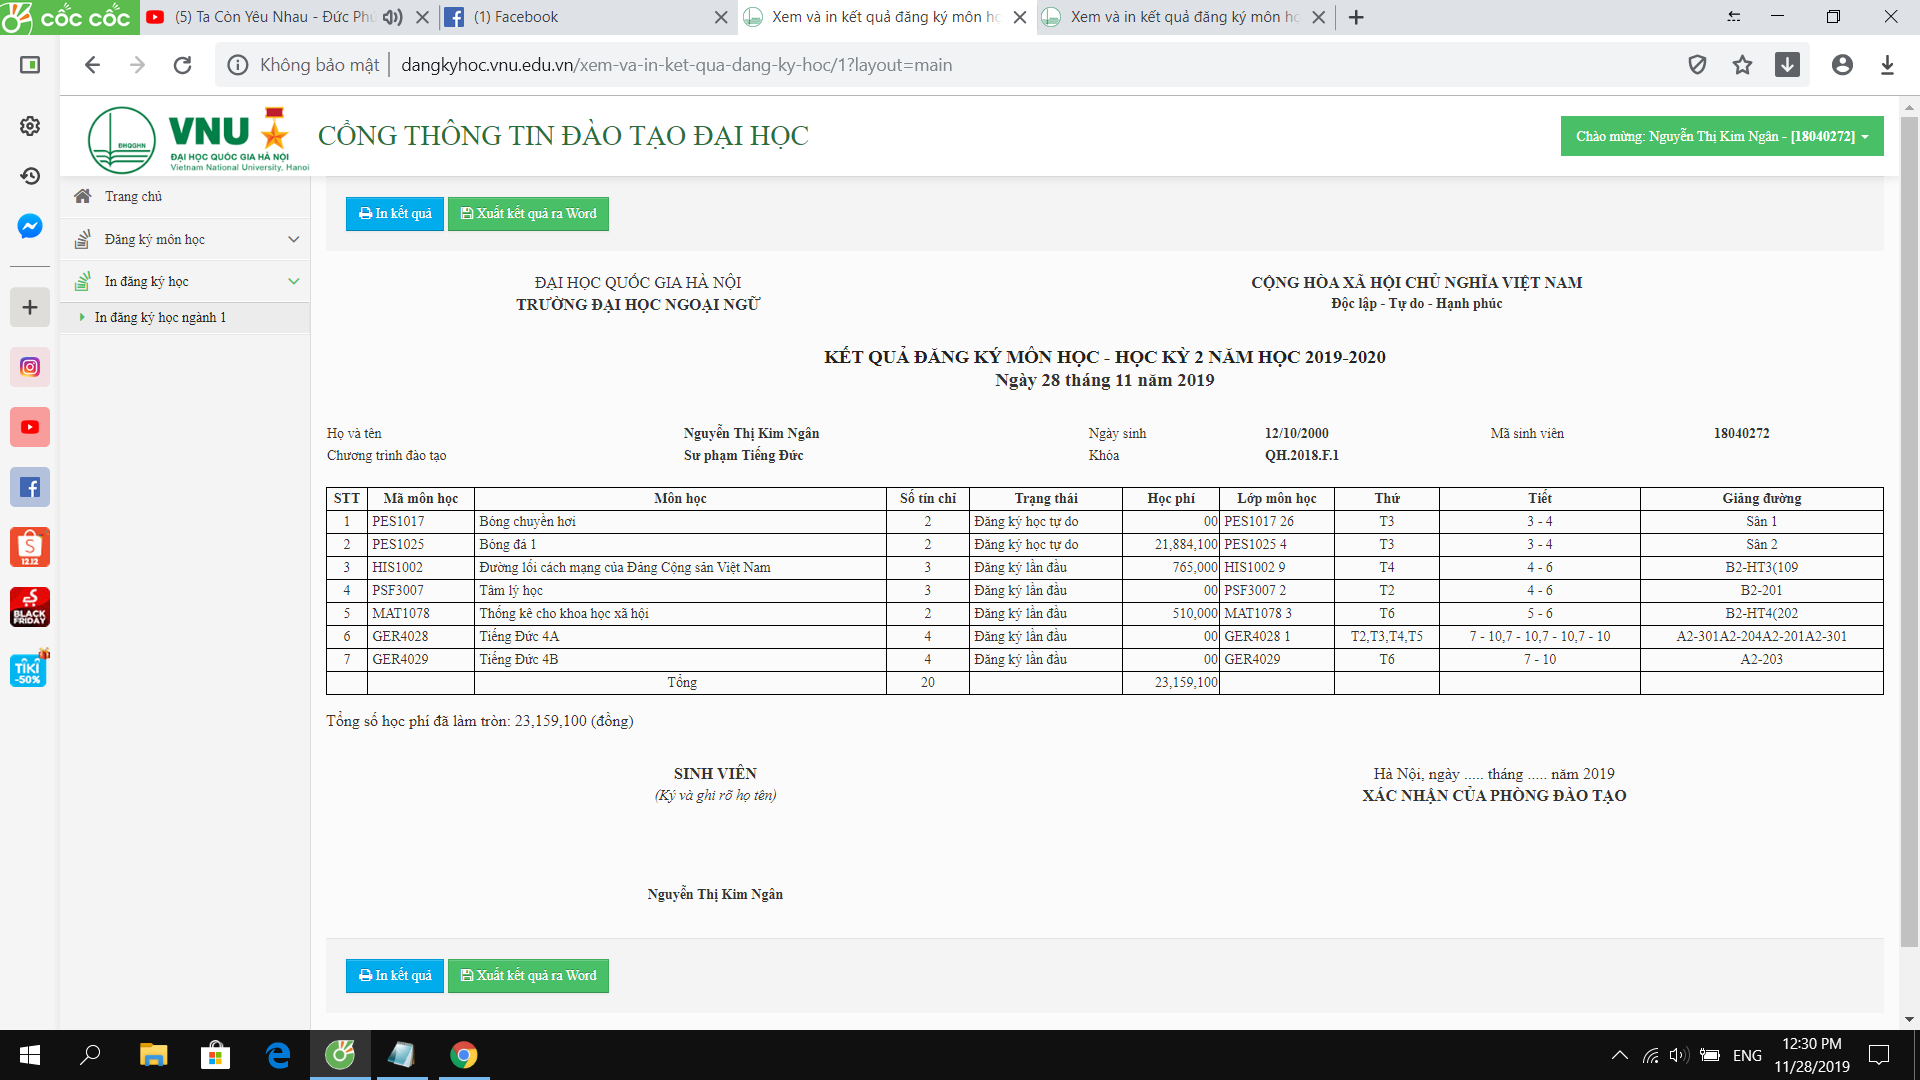 cốc cốc
(5) Ta Còn Yêu Nhau - Đức Phú
(1) Facebook
Xem và in kết quả đăng ký môn họ
Xem và in kết quả đăng ký môn họ
Không bảo mật
dangkyhoc.vnu.edu.vn/xem-va-in-ket-qua-dang-ky-hoc/1?layout=main
ĐHQGHN
VNU
ĐẠI HỌC QUỐC GIA HÀ NỘI
Vietnam National University, Hanoi
CỔNG THÔNG TIN ĐÀO TẠO ĐẠI HỌC
Chào mừng: Nguyễn Thị Kim Ngân - [18040272]
Trang chủ
Đăng ký môn học
In đăng ký học
In đăng ký học ngành 1
12.12
BLACK FRIDAY
TIKI
-50%
In kết quả
Xuất kết quả ra Word
ĐẠI HỌC QUỐC GIA HÀ NỘI
TRƯỜNG ĐẠI HỌC NGOẠI NGỮ
CỘNG HÒA XÃ HỘI CHỦ NGHĨA VIỆT NAM
Độc lập - Tự do - Hạnh phúc
KẾT QUẢ ĐĂNG KÝ MÔN HỌC - HỌC KỲ 2 NĂM HỌC 2019-2020
Ngày 28 tháng 11 năm 2019
Họ và tên Nguyễn Thị Kim Ngân Ngày sinh 12/10/2000 Mã sinh viên 18040272
Chương trình đào tạo Sư phạm Tiếng Đức Khóa QH.2018.F.1
STT Mã môn học Môn học Số tín chỉ Trạng thái Học phí Lớp môn học Thứ Tiết Giảng đường
1 PES1017 Bóng chuyền hơi 2 Đăng ký học tự do 00 PES1017 26 T3 3 - 4 Sân 1
2 PES1025 Bóng đá 1 2 Đăng ký học tự do 21,884,100 PES1025 4 T3 3 - 4 Sân 2
3 HIS1002 Đường lối cách mạng của Đảng Cộng sản Việt Nam 3 Đăng ký lần đầu 765,000 HIS1002 9 T4 4 - 6 B2-HT3(109
4 PSF3007 Tâm lý học 3 Đăng ký lần đầu 00 PSF3007 2 T2 4 - 6 B2-201
5 MAT1078 Thống kê cho khoa học xã hội 2 Đăng ký lần đầu 510,000 MAT1078 3 T6 5 - 6 B2-HT4(202
6 GER4028 Tiếng Đức 4A 4 Đăng ký lần đầu 00 GER4028 1 T2,T3,T4,T5 7 - 10,7 - 10,7 - 10,7 - 10 A2-301A2-204A2-201A2-301
7 GER4029 Tiếng Đức 4B 4 Đăng ký lần đầu 00 GER4029 T6 7 - 10 A2-203
Tổng 20 23,159,100
Tổng số học phí đã làm tròn: 23,159,100 (đồng)
SINH VIÊN
(Ký và ghi rõ họ tên)
Hà Nội, ngày ..... tháng ..... năm 2019
XÁC NHẬN CỦA PHÒNG ĐÀO TẠO
Nguyễn Thị Kim Ngân
In kết quả
Xuất kết quả ra Word
ENG
12:30 PM
11/28/2019